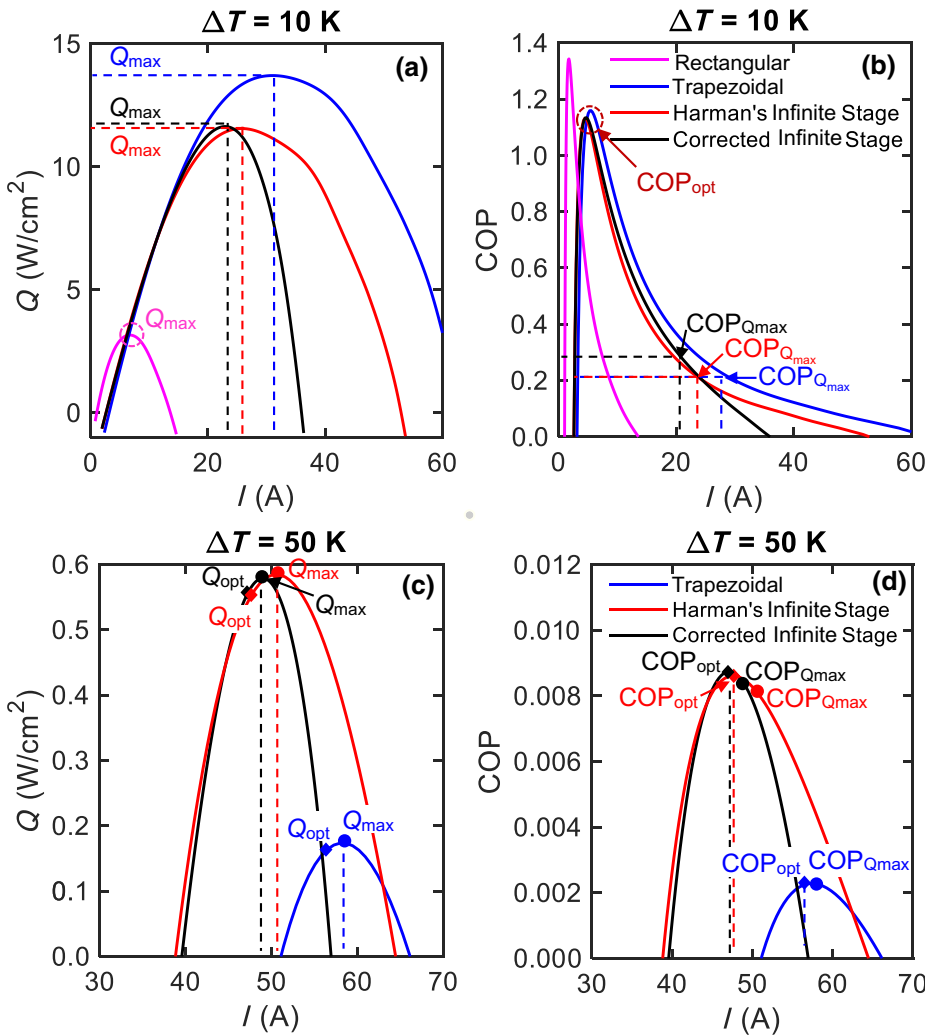 ΔT = 10 K
(a)
Q (W/cm²)
15
10
5
0
Qmax
Qmax
Qmax
Qmax
0 20 40 60
I (A)
ΔT = 10 K
(b)
COP
1.4
1.2
1.0
0.8
0.6
0.4
0.2
0.0
Rectangular
Trapezoidal
Harman's Infinite Stage
Corrected Infinite Stage
COPopt
COPQmax
COPQmax
COPQmax
0 20 40 60
I (A)
ΔT = 50 K
(c)
Q (W/cm²)
0.6
0.5
0.4
0.3
0.2
0.1
0.0
Qopt
Qmax
Qmax
Qopt
Qopt
Qmax
30 40 50 60 70
I (A)
ΔT = 50 K
(d)
COP
0.012
0.010
0.008
0.006
0.004
0.002
0.000
Trapezoidal
Harman's Infinite Stage
Corrected Infinite Stage
COPopt
COPQmax
COPopt
COPQmax
COPopt
COPQmax
30 40 50 60 70
I (A)